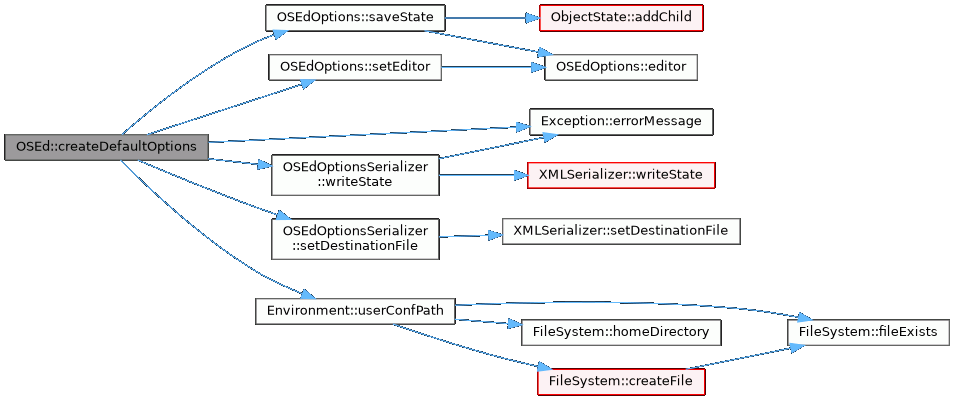 OSEdOptions::saveState
ObjectState::addChild
OSEdOptions::setEditor
OSEdOptions::editor
Exception::errorMessage
OSEd::createDefaultOptions
OSEdOptionsSerializer
::writeState
XMLSerializer::writeState
OSEdOptionsSerializer
::setDestinationFile
XMLSerializer::setDestinationFile
Environment::userConfPath
FileSystem::homeDirectory
FileSystem::fileExists
FileSystem::createFile